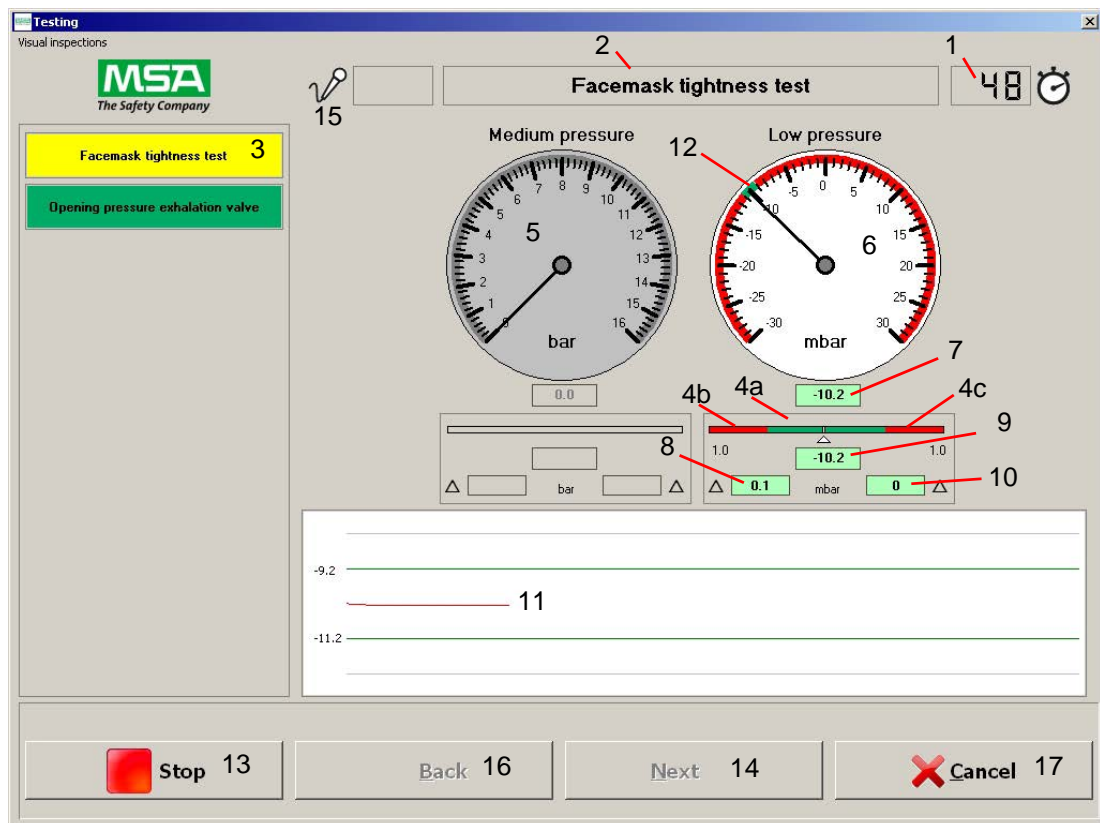 Testing
Visual inspections
MSA
The Safety Company
15
2
Facemask tightness test
1
48
Facemask tightness test 3
Opening pressure exhalation valve
Medium pressure
0 1 2 3 4 5 6 7 8 9 10 11 12 13 14 15 16
5
bar
0.0
bar
Low pressure
12
-30 -25 -20 -15 -10 -5 0 5 10 15 20 25 30
6
mbar
7
-10.2
4b 4a 4c
9
1.0 1.0
8
-10.2
0.1 mbar 0 10
-9.2
11
-11.2
Stop 13
Back 16
Next 14
Cancel 17